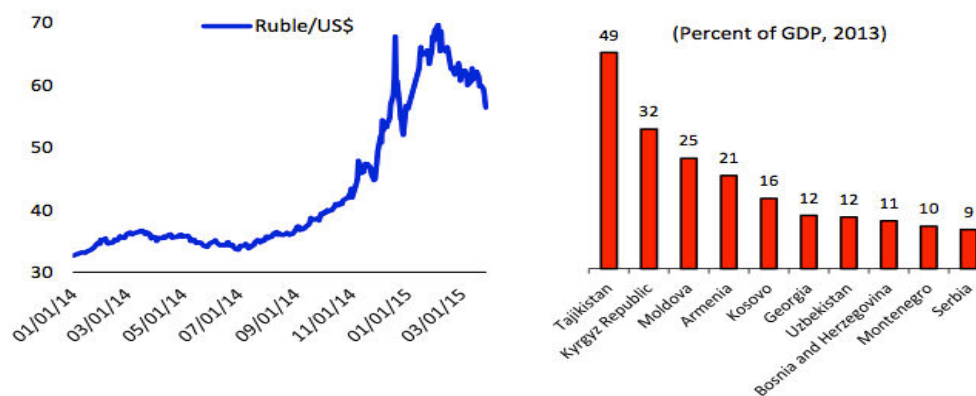 70
60
50
40
30
Ruble/US$
01/01/14
03/01/14
05/01/14
07/01/14
09/01/14
11/01/14
01/01/15
03/01/15
(Percent of GDP, 2013)
49
32
25
21
16
12
12
11
10
9
Tajikistan
Kyrgyz Republic
Moldova
Armenia
Kosovo
Georgia
Uzbekistan
Bosnia and Herzegovina
Montenegro
Serbia